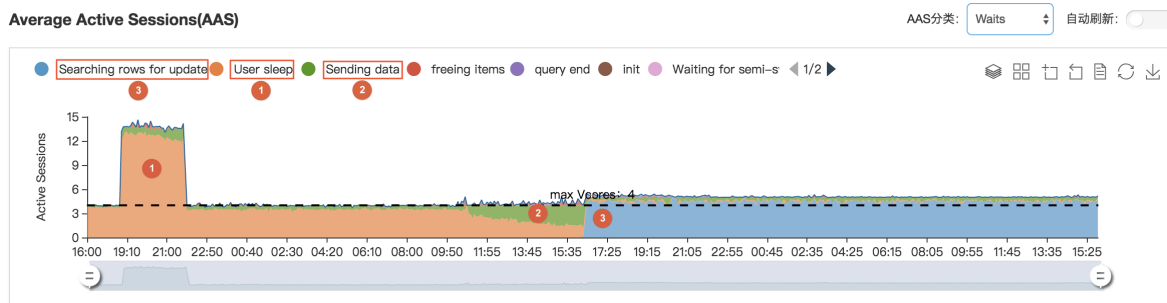 Average Active Sessions(AAS)
AAS分类: Waits 自动刷新:
Searching rows for update User sleep Sending data freeing items query end init Waiting for semi-s 1/2
3 1 2
Active Sessions
15
12
9
6
3
0
1
max Vcores: 4
2
3
16:00 19:10 21:00 22:50 00:40 02:30 04:20 06:10 08:00 09:50 11:55 13:45 15:35 17:25 19:15 21:05 22:55 00:45 02:35 04:25 06:15 08:05 09:55 11:45 13:35 15:25